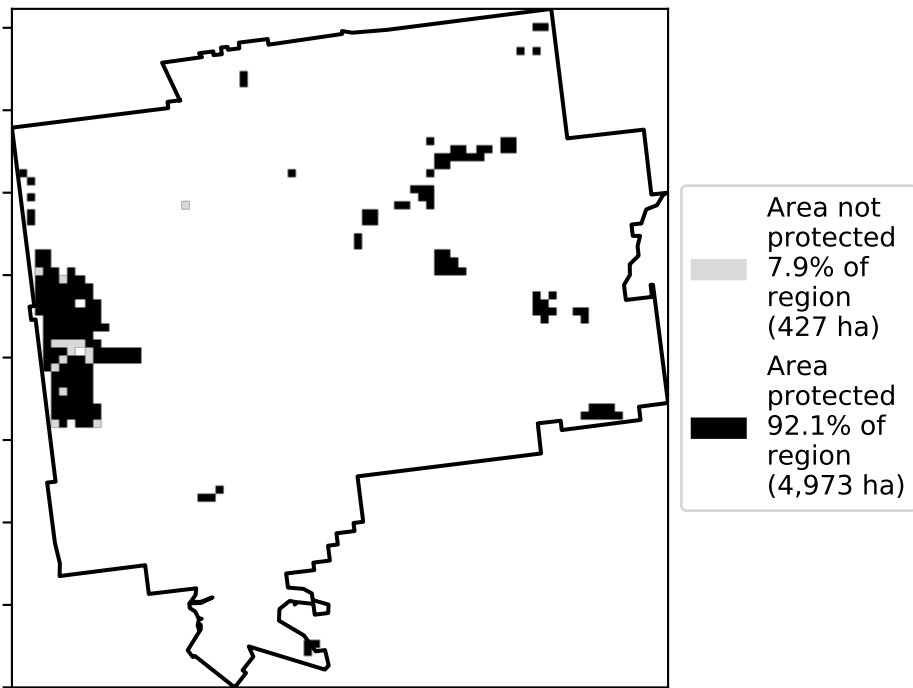 Area not
protected
7.9% of
region
(427 ha)
Area
protected
92.1% of
region
(4,973 ha)